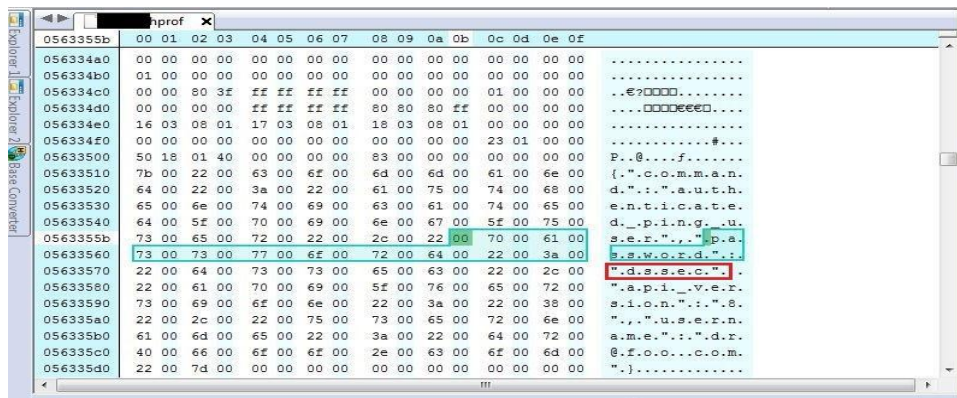 hprof
Explorer 1
Explorer 2
Base Converter
0563355b 00 01 02 03 04 05 06 07 08 09 0a 0b 0c 0d 0e 0f
056334a0 00 00 00 00 00 00 00 00 00 00 00 00 00 00 00 00 ................
056334b0 01 00 00 00 00 00 00 00 00 00 00 00 00 00 00 00 ................
056334c0 00 00 80 3f ff ff ff ff 00 00 00 00 01 00 00 00 ..€?□□□□........
056334d0 00 00 00 00 ff ff ff ff 80 80 80 ff 00 00 00 00 ....□□□□€€€□....
056334e0 16 03 08 01 17 03 08 01 18 03 08 01 00 00 00 00 ................
056334f0 00 00 00 00 00 00 00 00 00 00 00 00 23 01 00 00 ............#...
05633500 50 18 01 40 00 00 00 00 83 00 00 00 00 00 00 00 P..@....ƒ.......
05633510 7b 00 22 00 63 00 6f 00 6d 00 6d 00 61 00 6e 00 {.".c.o.m.m.a.n.
05633520 64 00 22 00 3a 00 22 00 61 00 75 00 74 00 68 00 d.".:.".a.u.t.h.
05633530 65 00 6e 00 74 00 69 00 63 00 61 00 74 00 65 00 e.n.t.i.c.a.t.e.
05633540 64 00 5f 00 70 00 69 00 6e 00 67 00 5f 00 75 00 d._.p.i.n.g._.u.
0563355b 73 00 65 00 72 00 22 00 2c 00 22 00 70 00 61 00 s.e.r.".,.".p.a.
05633560 73 00 73 00 77 00 6f 00 72 00 64 00 22 00 3a 00 s.s.w.o.r.d.".:.
05633570 22 00 64 00 73 00 73 00 65 00 63 00 22 00 2c 00 ".d.s.s.e.c.".,.
05633580 22 00 61 00 70 00 69 00 5f 00 76 00 65 00 72 00 ".a.p.i._.v.e.r.
05633590 73 00 69 00 6f 00 6e 00 22 00 3a 00 22 00 38 00 s.i.o.n.".:.".8.
056335a0 22 00 2c 00 22 00 75 00 73 00 65 00 72 00 6e 00 ".,.".u.s.e.r.n.
056335b0 61 00 6d 00 65 00 22 00 3a 00 22 00 64 00 72 00 a.m.e.".:.".d.r.
056335c0 40 00 66 00 6f 00 6f 00 2e 00 63 00 6f 00 6d 00 @.f.o.o...c.o.m.
056335d0 22 00 7d 00 00 00 00 00 00 00 00 00 00 00 00 00 ".}.............